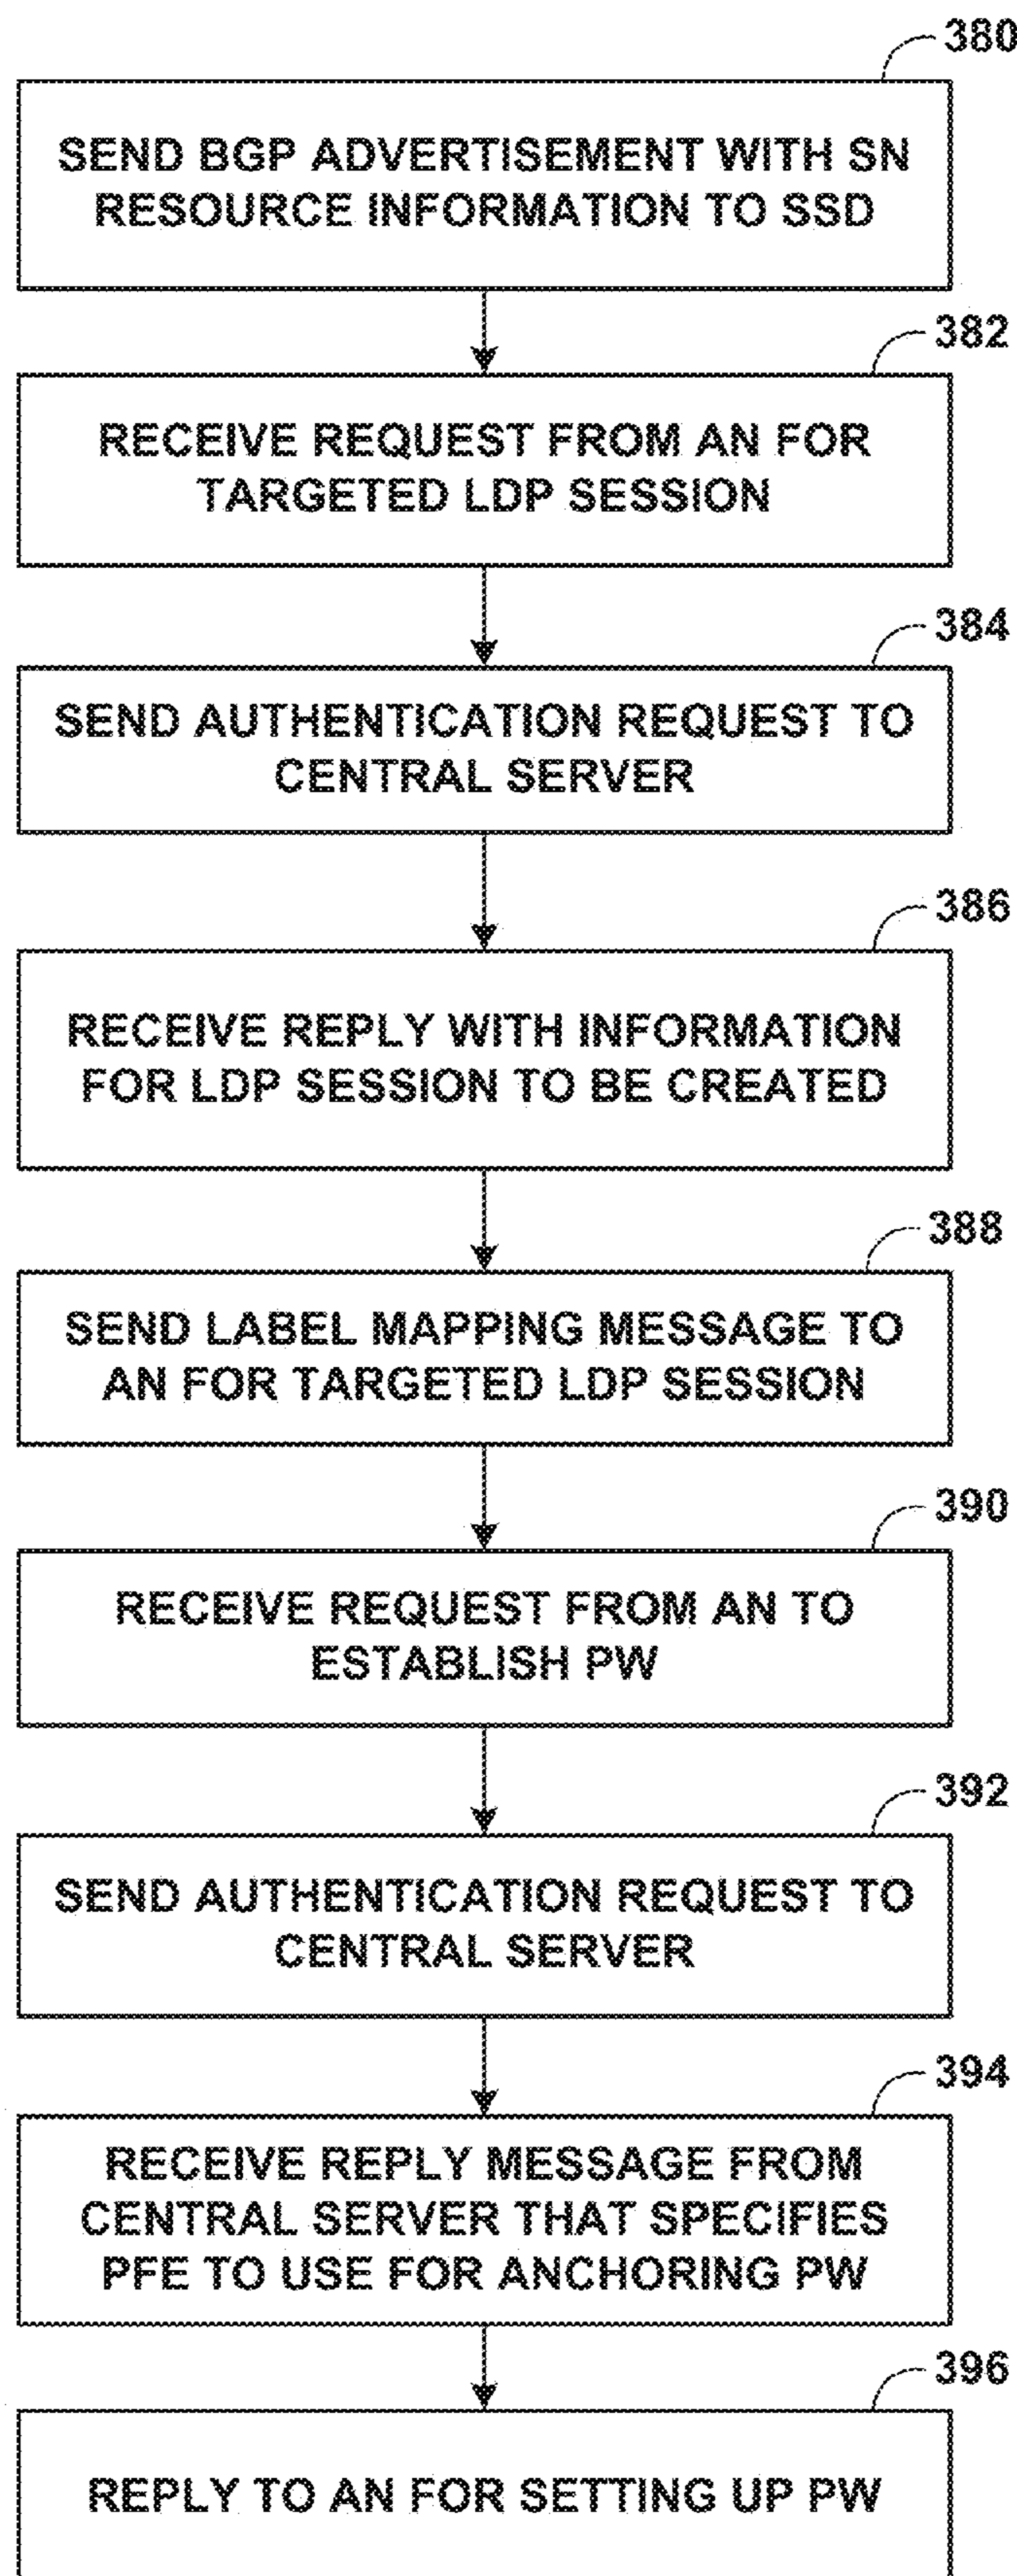 380
SEND BGP ADVERTISEMENT WITH SN
RESOURCE INFORMATION TO SSD
382
RECEIVE REQUEST FROM AN FOR
TARGETED LDP SESSION
384
SEND AUTHENTICATION REQUEST TO
CENTRAL SERVER
386
RECEIVE REPLY WITH INFORMATION
FOR LDP SESSION TO BE CREATED
388
SEND LABEL MAPPING MESSAGE TO
AN FOR TARGETED LDP SESSION
390
RECEIVE REQUEST FROM AN TO
ESTABLISH PW
392
SEND AUTHENTICATION REQUEST TO
CENTRAL SERVER
394
RECEIVE REPLY MESSAGE FROM
CENTRAL SERVER THAT SPECIFIES
PFE TO USE FOR ANCHORING PW
396
REPLY TO AN FOR SETTING UP PW